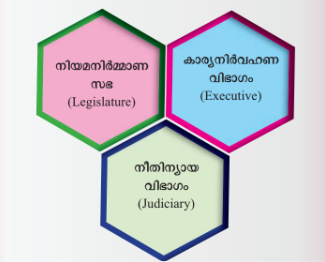 നിയമനിർമ്മാണ
സഭ
(Legislature)
കാര്യനിർവഹണ
വിഭാഗം
(Executive)
നീതിന്യായ
വിഭാഗം
(Judiciary)